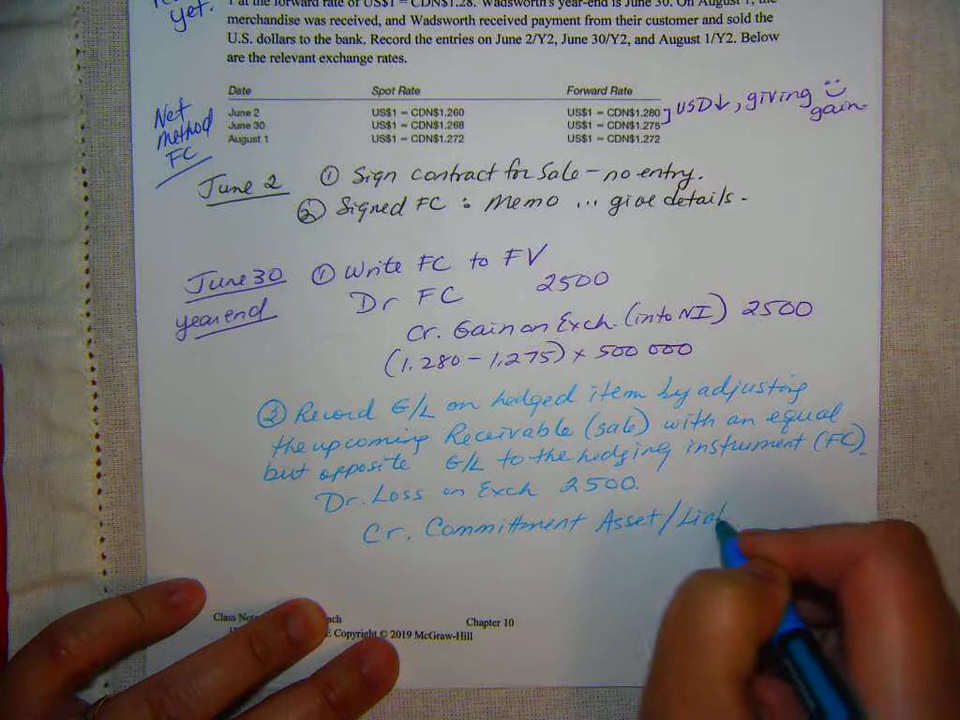 yet.
1 at the forward rate of US$1 = CDN$1.28. Wadsworth's year-end is June 30. On August 1, the
merchandise was received, and Wadsworth received payment from their customer and sold the
U.S. dollars to the bank. Record the entries on June 2/Y2, June 30/Y2, and August 1/Y2. Below
are the relevant exchange rates.
Date Spot Rate Forward Rate
June 2 US$1 = CDN$1.260 US$1 = CDN$1.280
June 30 US$1 = CDN$1.268 US$1 = CDN$1.275
August 1 US$1 = CDN$1.272 US$1 = CDN$1.272
USD↓, giving
gain
Net
method
FC
June 2 ① Sign contract for sale – no entry.
② Signed FC : Memo ... give details.
June 30 ① Write FC to FV
year end Dr FC 2500
Cr. Gain on Exch. (into NI) 2500
(1.280 – 1.275) × 500 000
② Record G/L on hedged item by adjusting
the upcoming Receivable (sale) with an equal
but opposite G/L to the hedging instrument (FC).
Dr. Loss on Exch 2500.
Cr. Commitment Asset/Liab
Class Not
Copyright © 2019 McGraw-Hill
Chapter 10